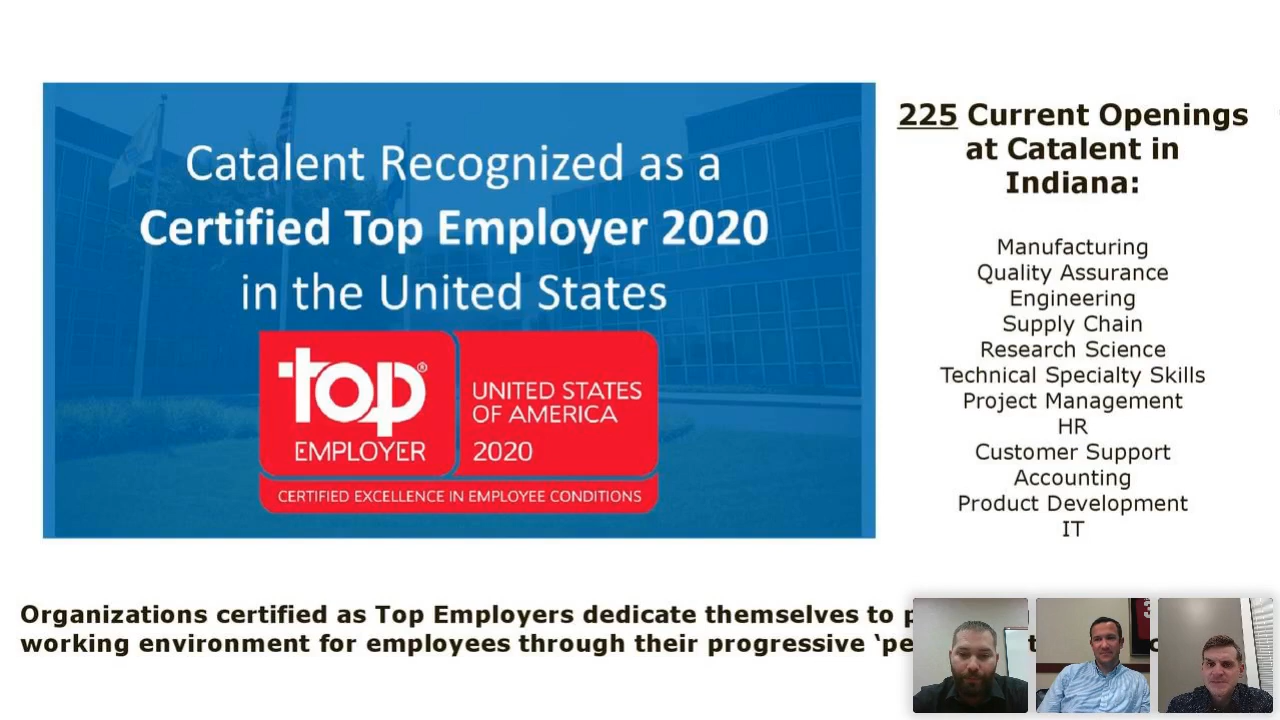 Catalent Recognized as a
Certified Top Employer 2020
in the United States
top®
EMPLOYER
UNITED STATES
OF AMERICA
2020
CERTIFIED EXCELLENCE IN EMPLOYEE CONDITIONS
225 Current Openings
at Catalent in
Indiana:
Manufacturing
Quality Assurance
Engineering
Supply Chain
Research Science
Technical Specialty Skills
Project Management
HR
Customer Support
Accounting
Product Development
IT
Organizations certified as Top Employers dedicate themselves to
working environment for employees through their progressive